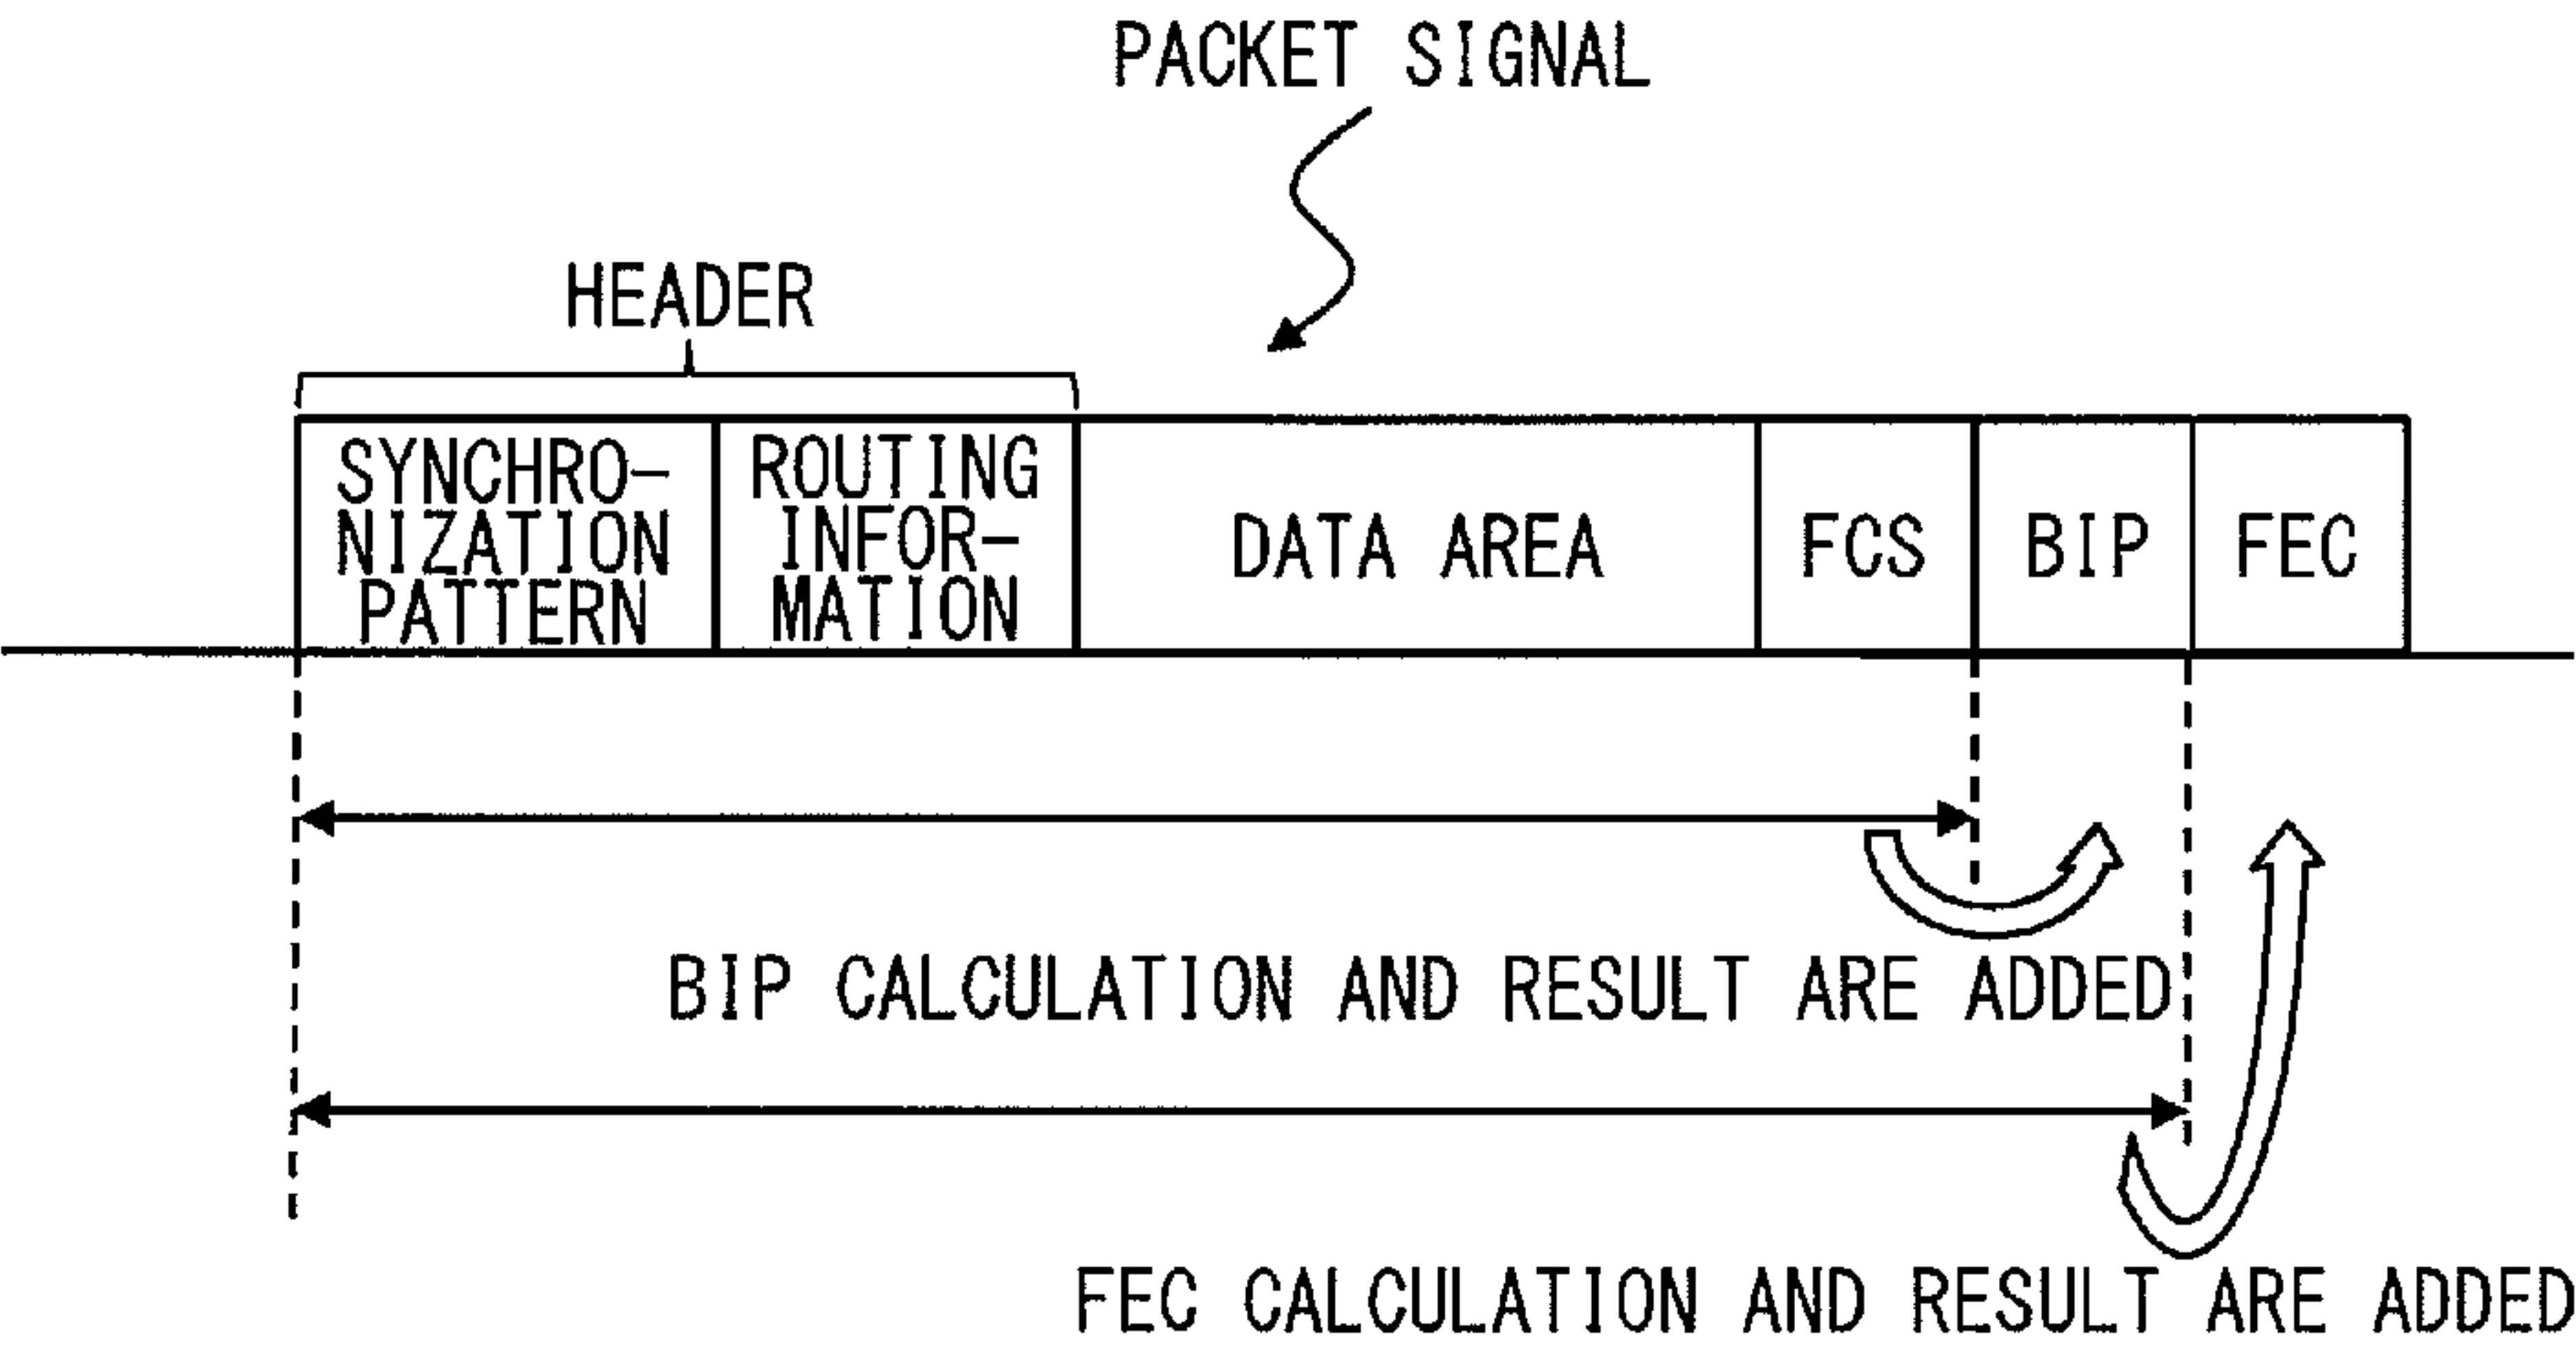 PACKET SIGNAL
HEADER
SYNCHRO-
NIZATION
PATTERN
ROUTING
INFOR-
MATION
DATA AREA
FCS
BIP
FEC
BIP CALCULATION AND RESULT ARE ADDED
FEC CALCULATION AND RESULT ARE ADDED